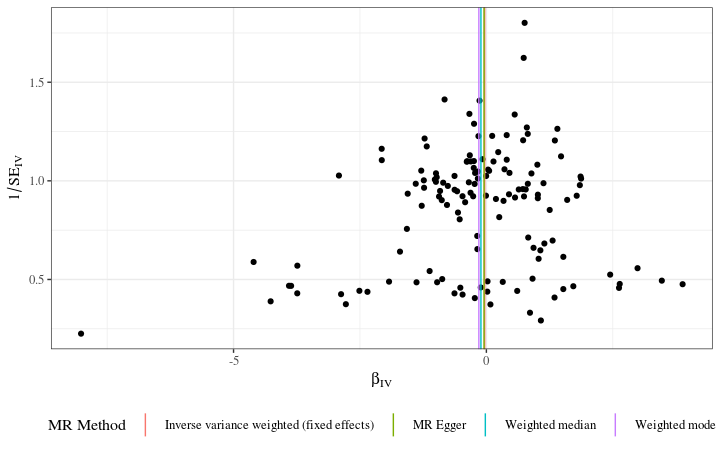 1/SE_IV
1.5
1.0
0.5
-5
0
β_IV
MR Method
Inverse variance weighted (fixed effects)
MR Egger
Weighted median
Weighted mode